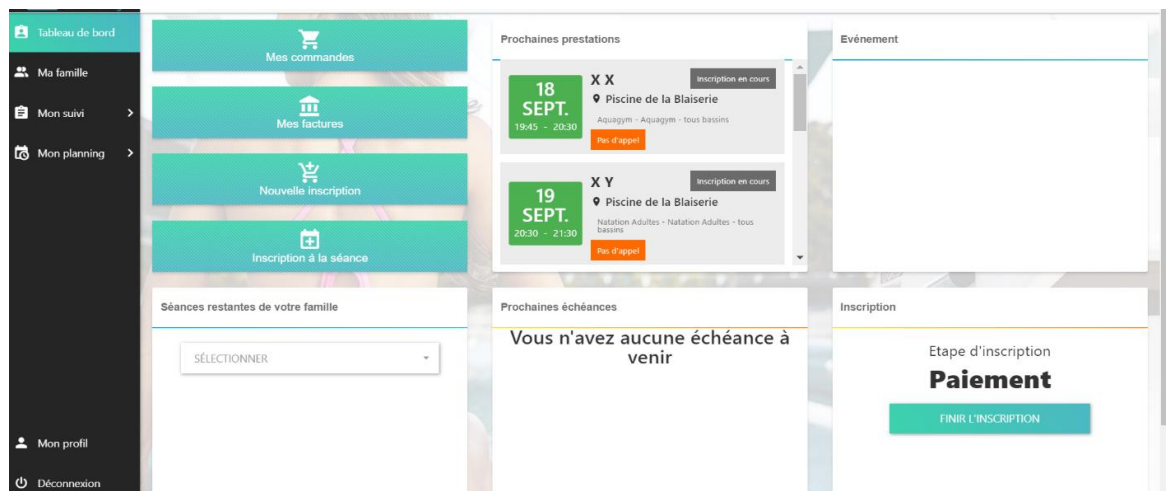 Tableau de bord
Ma famille
Mon suivi
Mon planning
Mon profil
Déconnexion
Mes commandes
Mes factures
Nouvelle inscription
Inscription à la séance
Prochaines prestations
18
SEPT.
19:45 - 20:30
X X
Inscription en cours
Piscine de la Blaiserie
Aquagym - Aquagym - tous bassins
Pas d'appel
19
SEPT.
20:30 - 21:30
X Y
Inscription en cours
Piscine de la Blaiserie
Natation Adultes - Natation Adultes - tous
bassins
Pas d'appel
Evénement
Séances restantes de votre famille
SÉLECTIONNER
Prochaines échéances
Vous n'avez aucune échéance à
venir
Inscription
Etape d'inscription
Paiement
FINIR L'INSCRIPTION